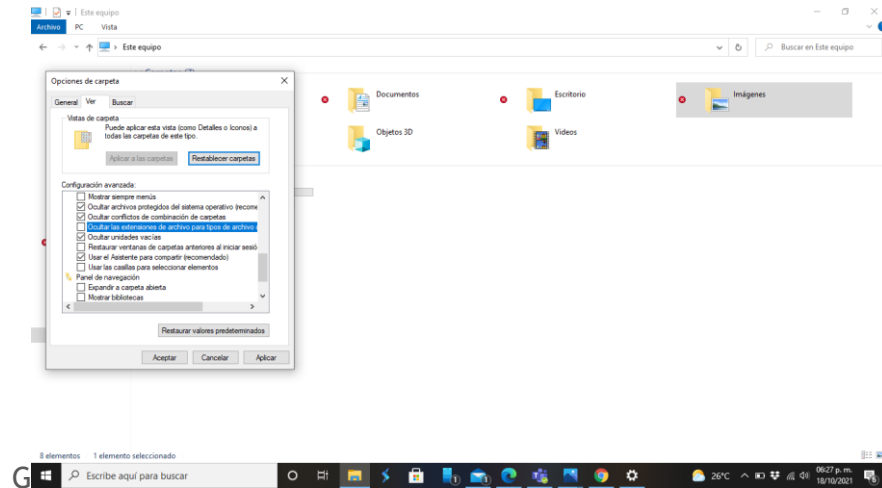 Este equipo
Archivo PC Vista
Este equipo
Buscar en Este equipo
Opciones de carpeta
General Ver Buscar
Vistas de carpeta
Puede aplicar esta vista (como Detalles o Iconos) a
todas las carpetas de este tipo.
Aplicar a las carpetas Restablecer carpetas
Configuración avanzada:
Mostrar siempre menús
Ocultar archivos protegidos del sistema operativo (recome
Ocultar conflictos de combinación de carpetas
Ocultar las extensiones de archivo para tipos de archivo
Ocultar unidades vacías
Restaurar ventanas de carpetas anteriores al iniciar sesió
Usar el Asistente para compartir (recomendado)
Usar las casillas para seleccionar elementos
Panel de navegación
Expandir a carpeta abierta
Mostrar bibliotecas
Restaurar valores predeterminados
Aceptar Cancelar Aplicar
Documentos Escritorio Imágenes
Objetos 3D Videos
8 elementos 1 elemento seleccionado
G
Escribe aquí para buscar
26°C
06:27 p. m.
18/10/2021